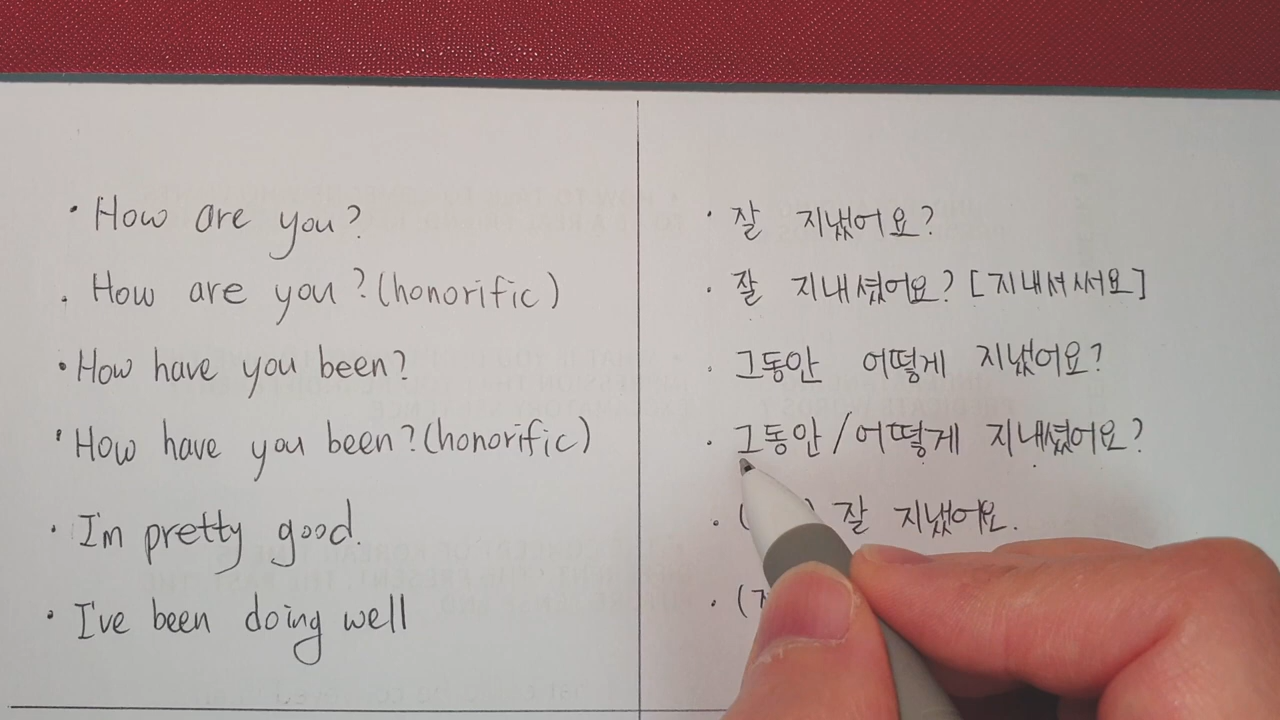 · How are you?
· How are you? (honorific)
· How have you been?
· How have you been? (honorific)
· I'm pretty good.
· I've been doing well
· 잘 지냈어요?
· 잘 지내셨어요? [지내셔써요]
· 그동안 어떻게 지냈어요?
· 그동안 / 어떻게 지내셨어요?
· ( ) 잘 지냈어요.
· (